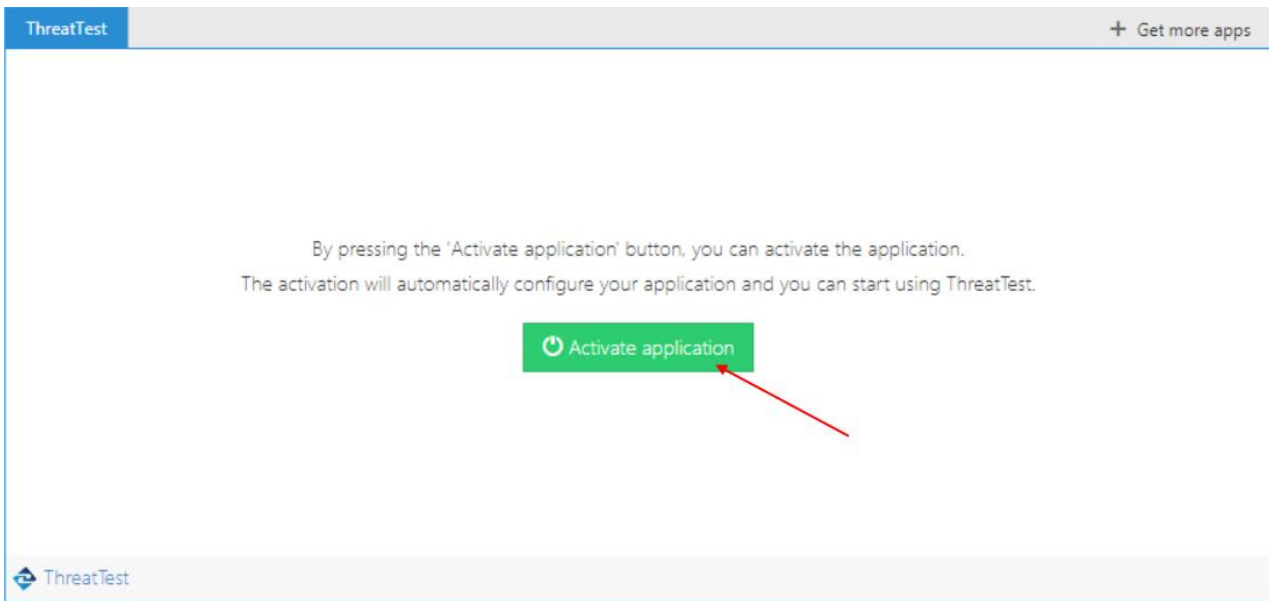 ThreatTest
+ Get more apps
By pressing the 'Activate application' button, you can activate the application.
The activation will automatically configure your application and you can start using ThreatTest.
Activate application
ThreatTest